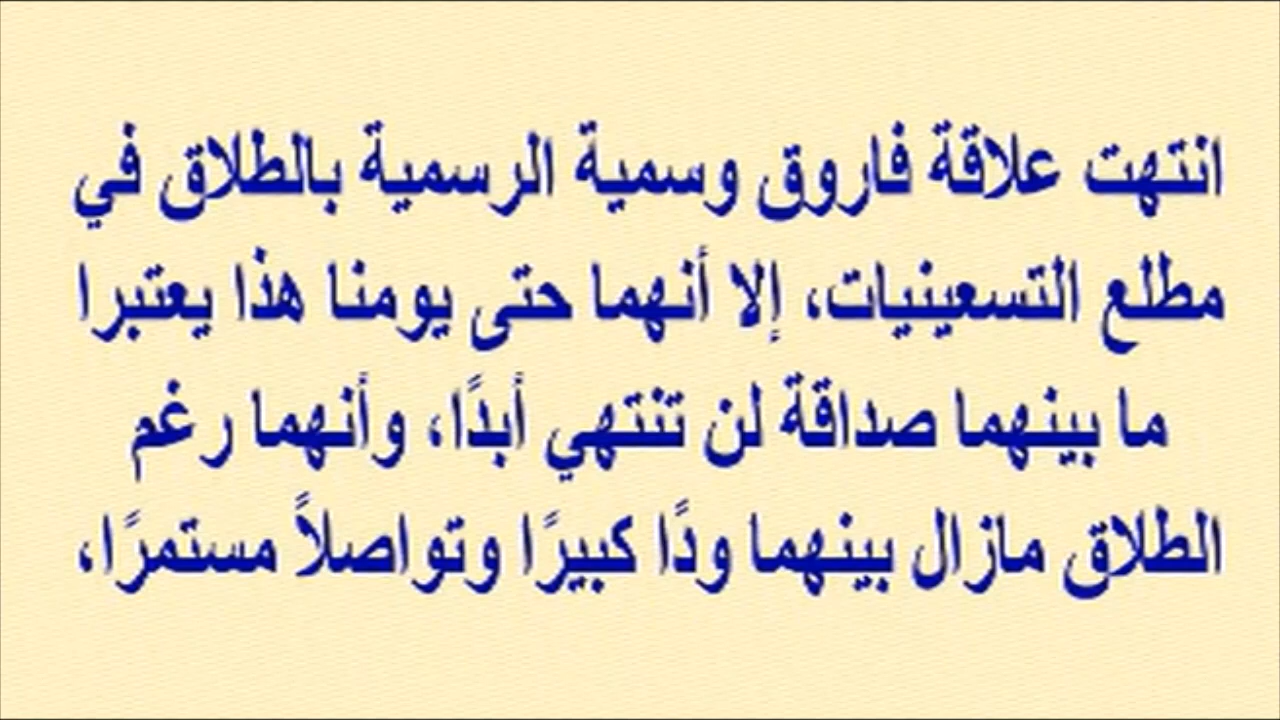 انتهت علاقة فاروق وسمية الرسمية بالطلاق في
مطلع التسعينيات، إلا أنهما حتى يومنا هذا يعتبرا
ما بينهما صداقة لن تنتهي أبدًا، وأنهما رغم
الطلاق مازال بينهما ودًا كبيرًا وتواصلاً مستمرًا،